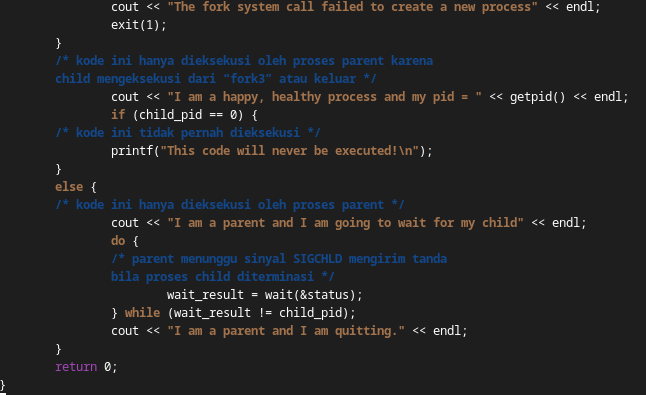 cout << "The fork system call failed to create a new process" << endl;
exit(1);
}
/* kode ini hanya dieksekusi oleh proses parent karena
child mengeksekusi dari "fork3" atau keluar */
cout << "I am a happy, healthy process and my pid = " << getpid() << endl;
if (child_pid == 0) {
/* kode ini tidak pernah dieksekusi */
printf("This code will never be executed!\n");
}
else {
/* kode ini hanya dieksekusi oleh proses parent */
cout << "I am a parent and I am going to wait for my child" << endl;
do {
/* parent menunggu sinyal SIGCHLD mengirim tanda
bila proses child diterminasi */
wait_result = wait(&status);
} while (wait_result != child_pid);
cout << "I am a parent and I am quitting." << endl;
}
return 0;
}